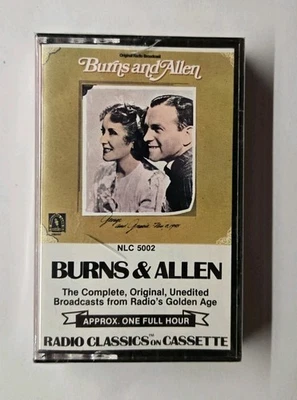 Original Radio Broadcast
Burns and Allen
NLC 5002
BURNS & ALLEN
The Complete, Original, Unedited
Broadcasts from Radio's Golden Age
APPROX. ONE FULL HOUR
RADIO CLASSICS™ ON CASSETTE